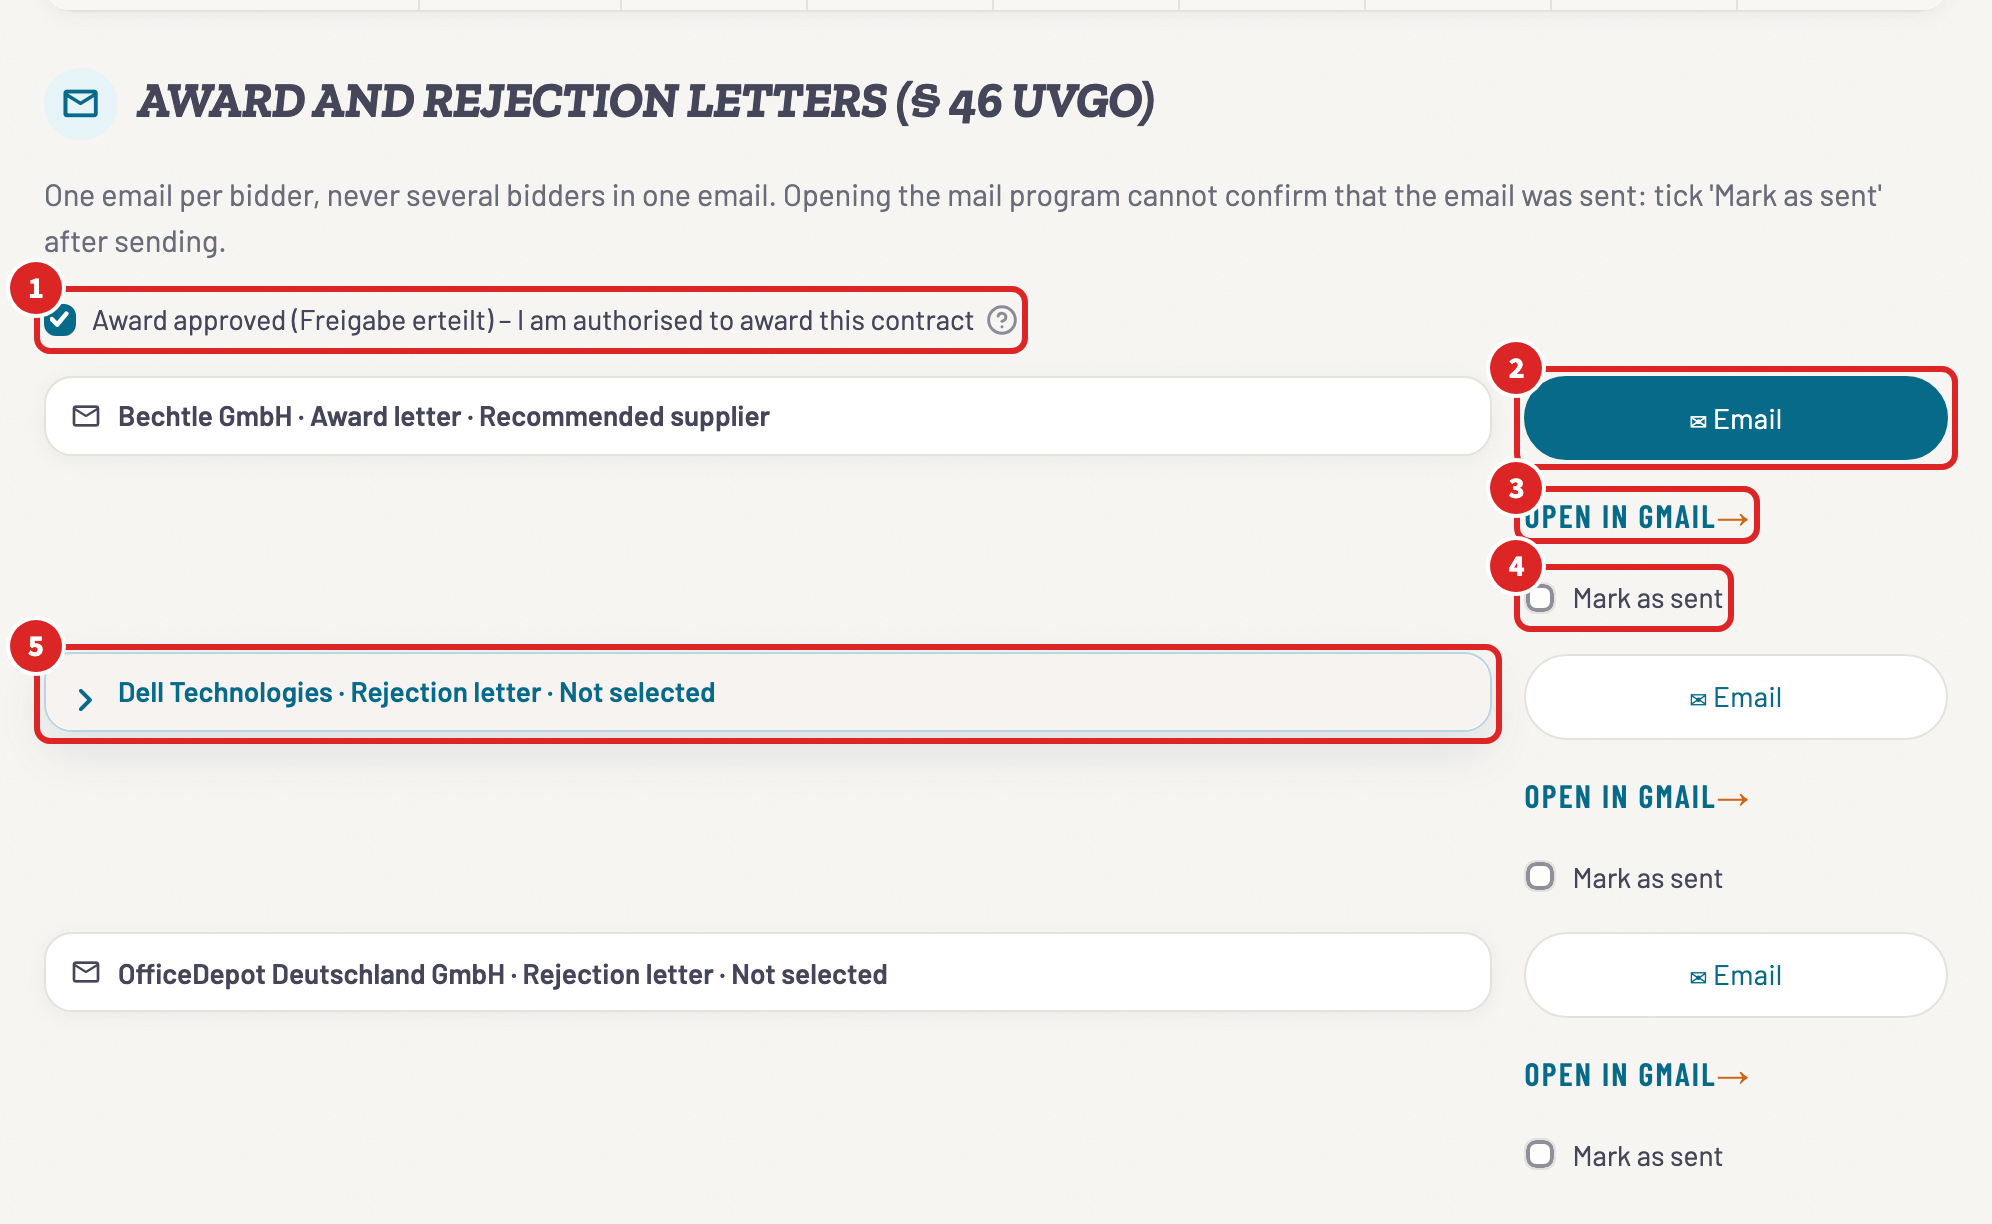 AWARD AND REJECTION LETTERS (§ 46 UVGO)
One email per bidder, never several bidders in one email. Opening the mail program cannot confirm that the email was sent: tick 'Mark as sent'
after sending.
1
Award approved (Freigabe erteilt) – I am authorised to award this contract ?
2
Bechtle GmbH · Award letter · Recommended supplier
✉ Email
3
OPEN IN GMAIL→
4
Mark as sent
5
Dell Technologies · Rejection letter · Not selected
✉ Email
OPEN IN GMAIL→
Mark as sent
OfficeDepot Deutschland GmbH · Rejection letter · Not selected
✉ Email
OPEN IN GMAIL→
Mark as sent